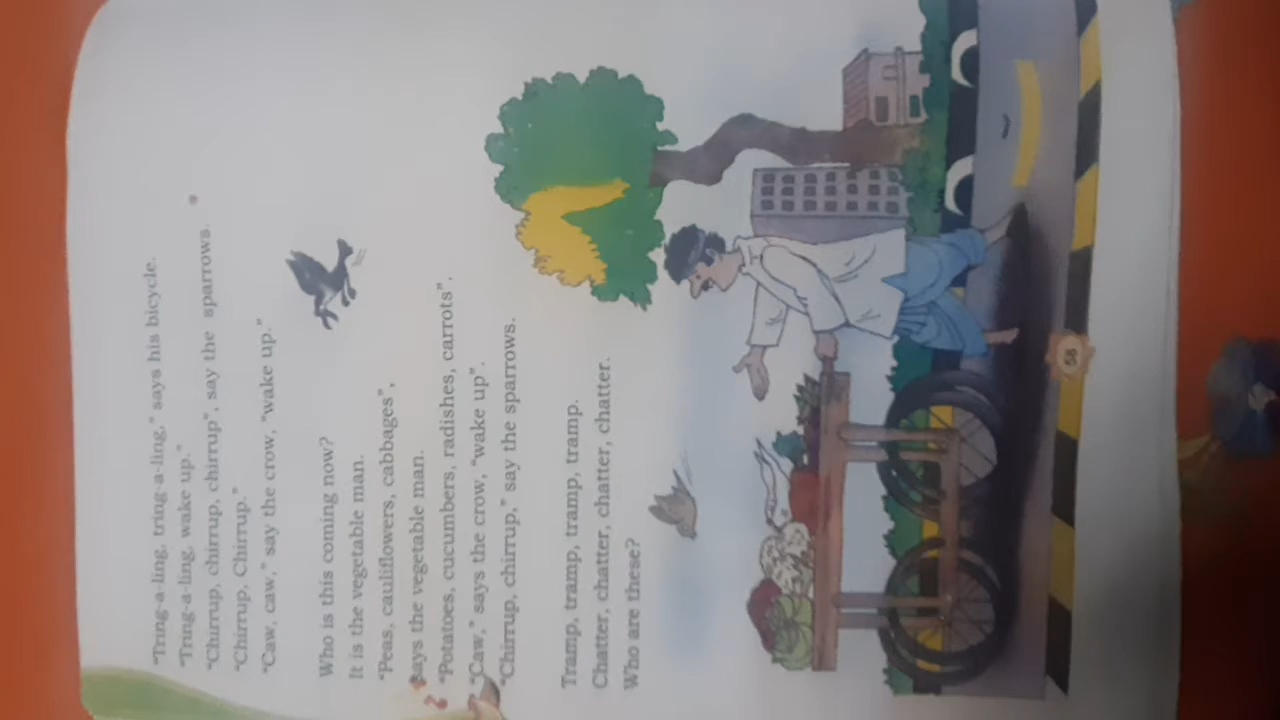 "Tring-a-ling, tring-a-ling," says his bicycle.
"Tring-a-ling, wake up."
"Chirrup, chirrup, chirrup", say the sparrows.
"Chirrup, Chirrup."
"Caw, caw," say the crow, "wake up."
Who is this coming now?
It is the vegetable man.
"Peas, cauliflowers, cabbages",
says the vegetable man.
"Potatoes, cucumbers, radishes, carrots".
"Caw," says the crow, "wake up".
"Chirrup, chirrup," say the sparrows.
Tramp, tramp, tramp, tramp.
Chatter, chatter, chatter, chatter.
Who are these?
58